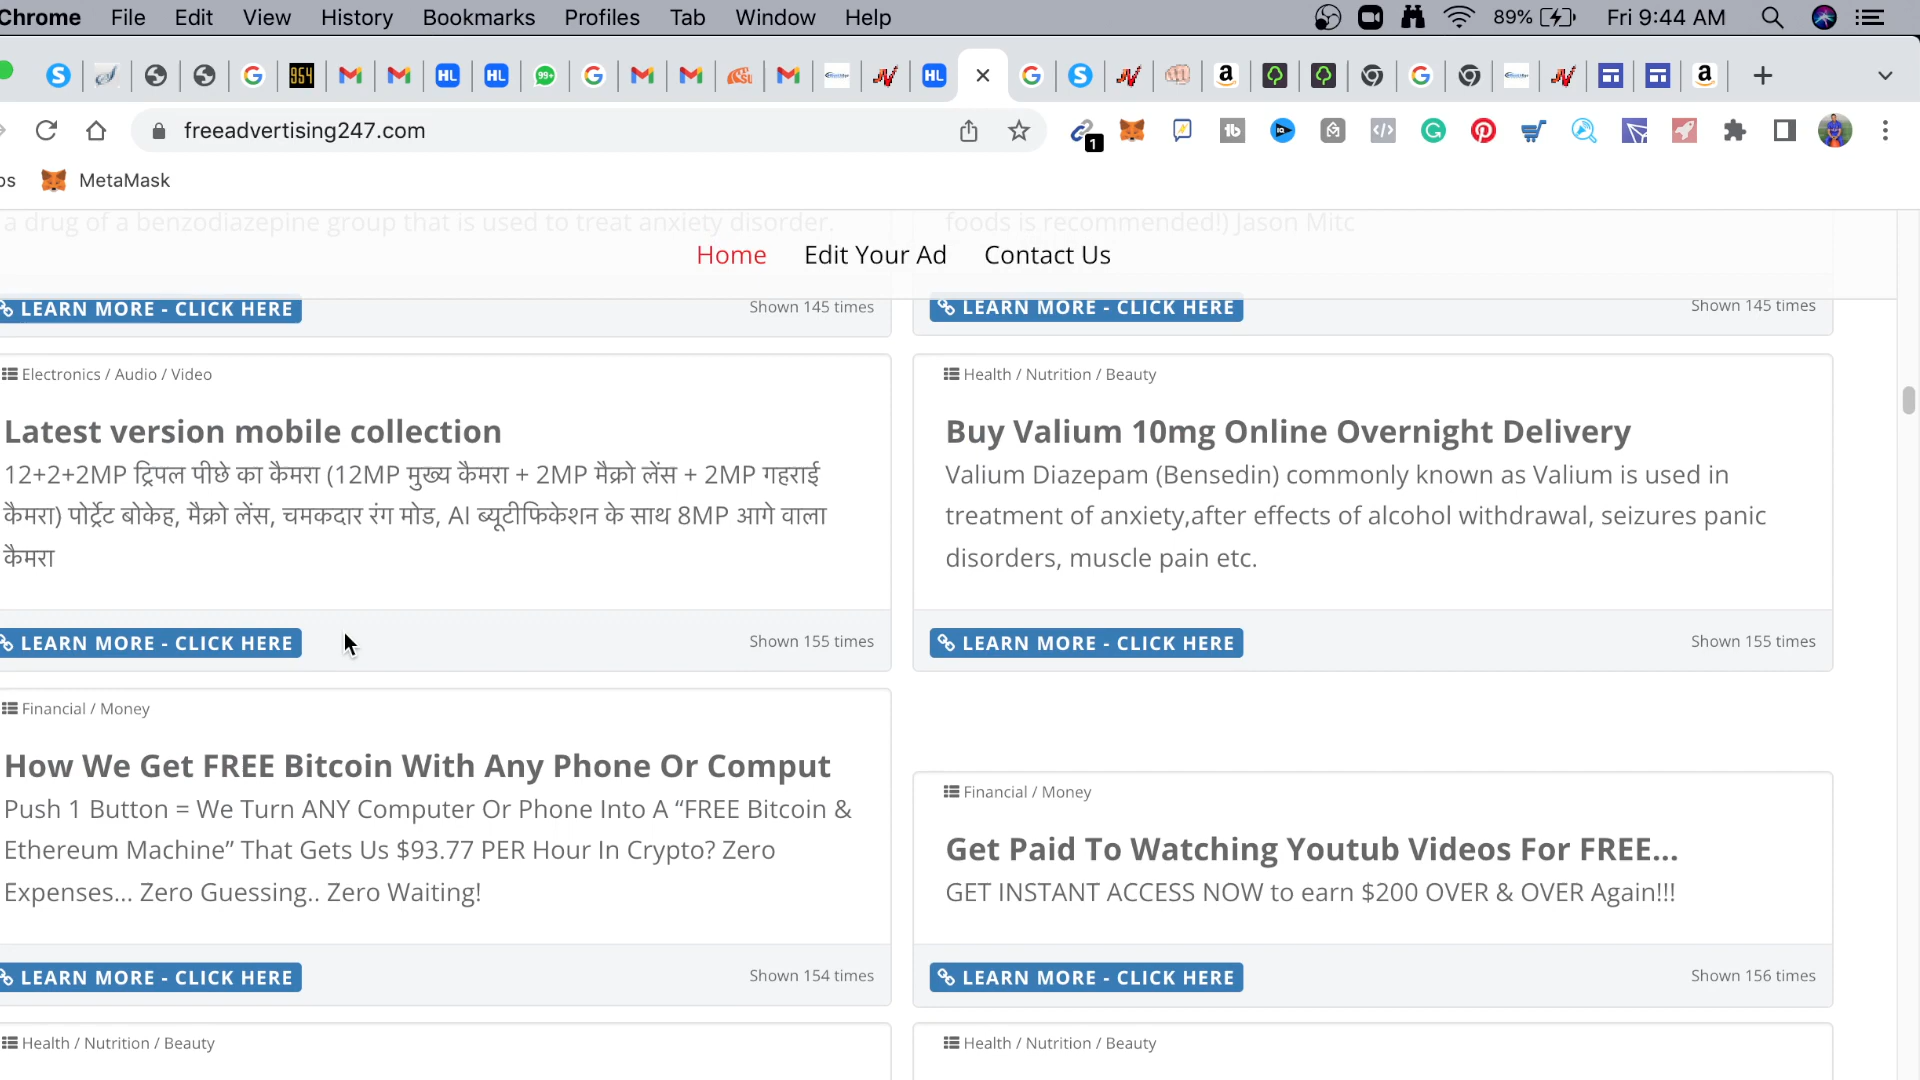 Chrome File Edit View History Bookmarks Profiles Tab Window Help 89% Fri 9:44 AM
954 HL HL 99+ HL
freeadvertising247.com 1
ps MetaMask
a drug of a benzodiazepine group that is used to treat anxiety disorder.
foods is recommended!) Jason Mitc
Home Edit Your Ad Contact Us
LEARN MORE - CLICK HERE Shown 145 times
LEARN MORE - CLICK HERE Shown 145 times
Electronics / Audio / Video
Latest version mobile collection
12+2+2MP ट्रिपल पीछे का कैमरा (12MP मुख्य कैमरा + 2MP मैक्रो लेंस + 2MP गहराई
कैमरा) पोर्ट्रेट बोकेह, मैक्रो लेंस, चमकदार रंग मोड, AI ब्यूटीफिकेशन के साथ 8MP आगे वाला
कैमरा
LEARN MORE - CLICK HERE Shown 155 times
Health / Nutrition / Beauty
Buy Valium 10mg Online Overnight Delivery
Valium Diazepam (Bensedin) commonly known as Valium is used in
treatment of anxiety,after effects of alcohol withdrawal, seizures panic
disorders, muscle pain etc.
LEARN MORE - CLICK HERE Shown 155 times
Financial / Money
How We Get FREE Bitcoin With Any Phone Or Comput
Push 1 Button = We Turn ANY Computer Or Phone Into A “FREE Bitcoin &
Ethereum Machine” That Gets Us $93.77 PER Hour In Crypto? Zero
Expenses... Zero Guessing.. Zero Waiting!
LEARN MORE - CLICK HERE Shown 154 times
Financial / Money
Get Paid To Watching Youtub Videos For FREE...
GET INSTANT ACCESS NOW to earn $200 OVER & OVER Again!!!
LEARN MORE - CLICK HERE Shown 156 times
Health / Nutrition / Beauty
Health / Nutrition / Beauty